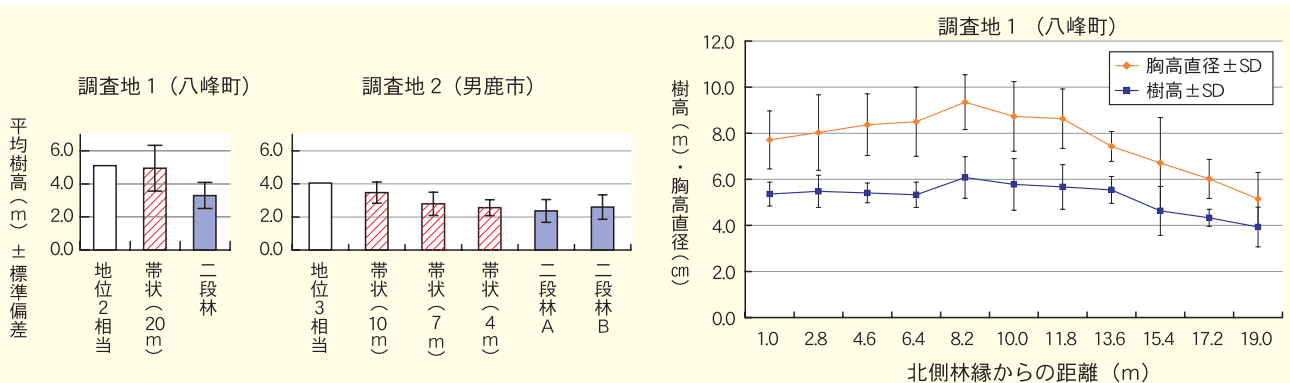 調査地1（八峰町）
平均樹高（m）±標準偏差
6.0
4.0
2.0
0.0
地位2相当
帯状（20m）
二段林
調査地2（男鹿市）
6.0
4.0
2.0
0.0
地位3相当
帯状（10m）
帯状（7m）
帯状（4m）
二段林A
二段林B
調査地1（八峰町）
樹高（m）・胸高直径（㎝）
12.0
10.0
8.0
6.0
4.0
2.0
0.0
胸高直径±SD
樹高±SD
1.0 2.8 4.6 6.4 8.2 10.0 11.8 13.6 15.4 17.2 19.0
北側林縁からの距離（m）